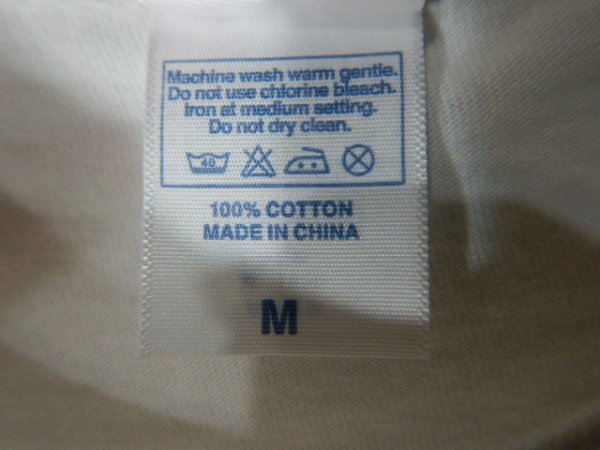 Machine wash warm gentle.
Do not use chlorine bleach.
Iron at medium setting.
Do not dry clean.
40
100% COTTON
MADE IN CHINA
M